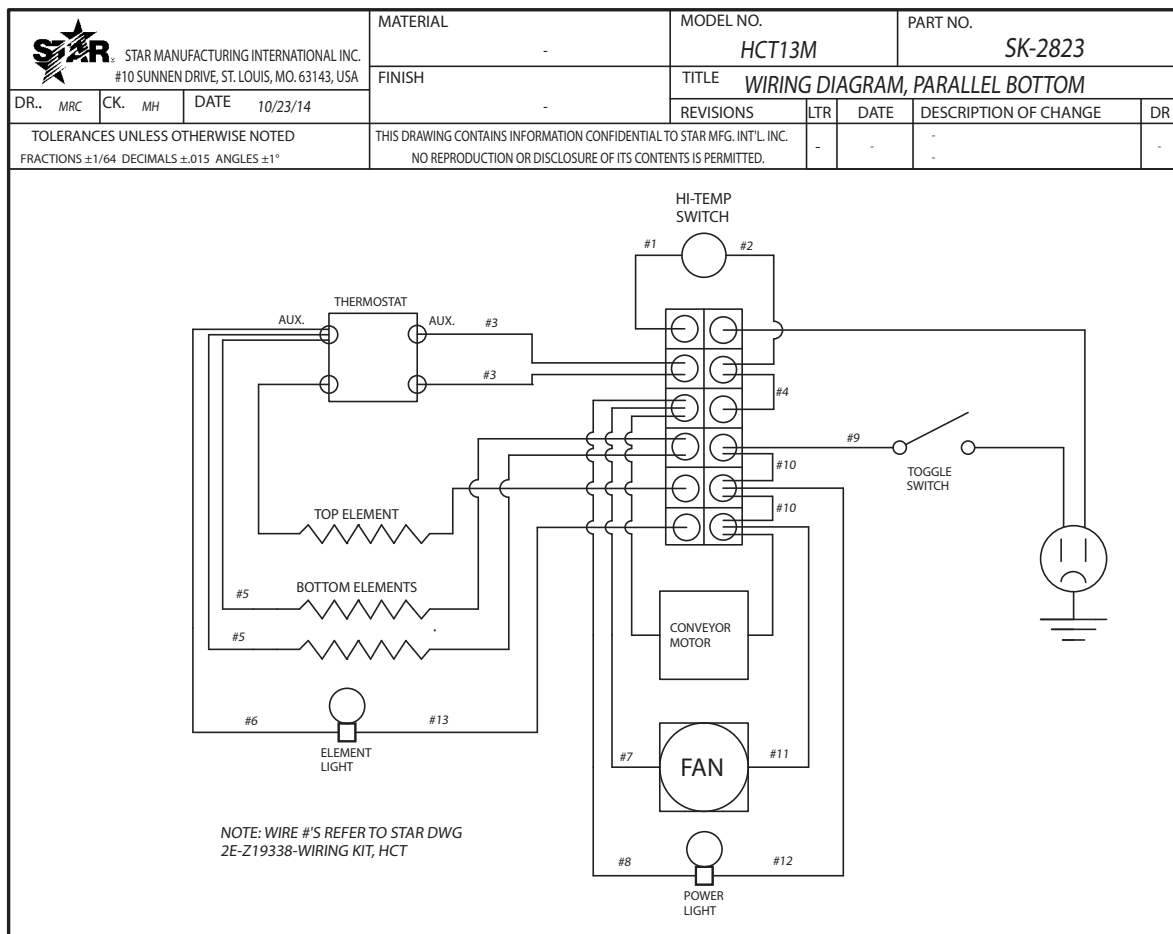 STAR
STAR MANUFACTURING INTERNATIONAL INC.
#10 SUNNEN DRIVE, ST. LOUIS, MO. 63143, USA
DR.. MRC CK. MH DATE 10/23/14
TOLERANCES UNLESS OTHERWISE NOTED
FRACTIONS ±1/64 DECIMALS ±.015 ANGLES ±1°
MATERIAL
-
FINISH
-
THIS DRAWING CONTAINS INFORMATION CONFIDENTIAL TO STAR MFG. INT'L. INC.
NO REPRODUCTION OR DISCLOSURE OF ITS CONTENTS IS PERMITTED.
MODEL NO.
HCT13M
PART NO.
SK-2823
TITLE WIRING DIAGRAM, PARALLEL BOTTOM
REVISIONS LTR DATE DESCRIPTION OF CHANGE DR
- - - -
-
HI-TEMP
SWITCH
#1 #2
THERMOSTAT
AUX. AUX. #3
#3
#4
#9
TOGGLE
SWITCH
#10
#10
TOP ELEMENT
BOTTOM ELEMENTS
#5
#5
CONVEYOR
MOTOR
#6 #13
ELEMENT
LIGHT
FAN
#7 #11
#8 #12
POWER
LIGHT
NOTE: WIRE #'S REFER TO STAR DWG
2E-Z19338-WIRING KIT, HCT